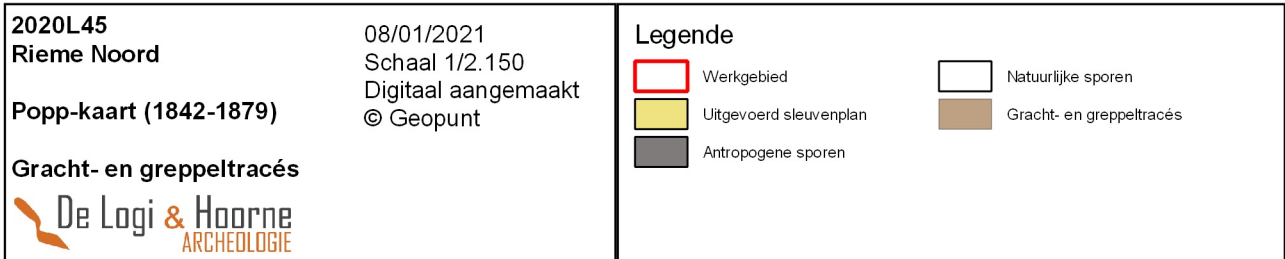 2020L45
Rieme Noord
Popp-kaart (1842-1879)
Gracht- en greppeltracés
De Logi & Hoorne
ARCHEOLOGIE
08/01/2021
Schaal 1/2.150
Digitaal aangemaakt
© Geopunt
Legende
Werkgebied
Uitgevoerd sleuvenplan
Antropogene sporen
Natuurlijke sporen
Gracht- en greppeltracés